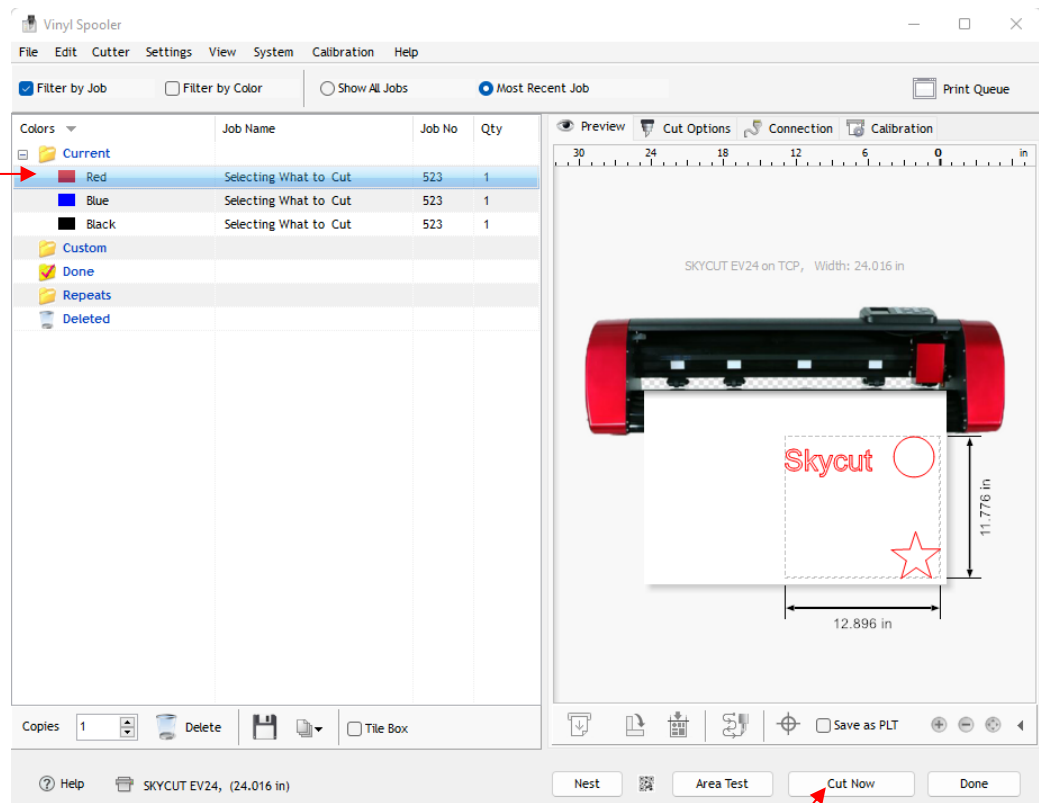 Vinyl Spooler
File Edit Cutter Settings View System Calibration Help
Filter by Job Filter by Color Show All Jobs Most Recent Job Print Queue
Colors Job Name Job No Qty
Current
Red Selecting What to Cut 523 1
Blue Selecting What to Cut 523 1
Black Selecting What to Cut 523 1
Custom
Done
Repeats
Deleted
Preview Cut Options Connection Calibration
30 24 18 12 6 0 in
SKYCUT EV24 on TCP, Width: 24.016 in
Skycut
11.776 in
12.896 in
Copies 1 Delete Tile Box
Save as PLT
Help SKYCUT EV24, (24.016 in)
Nest Area Test Cut Now Done